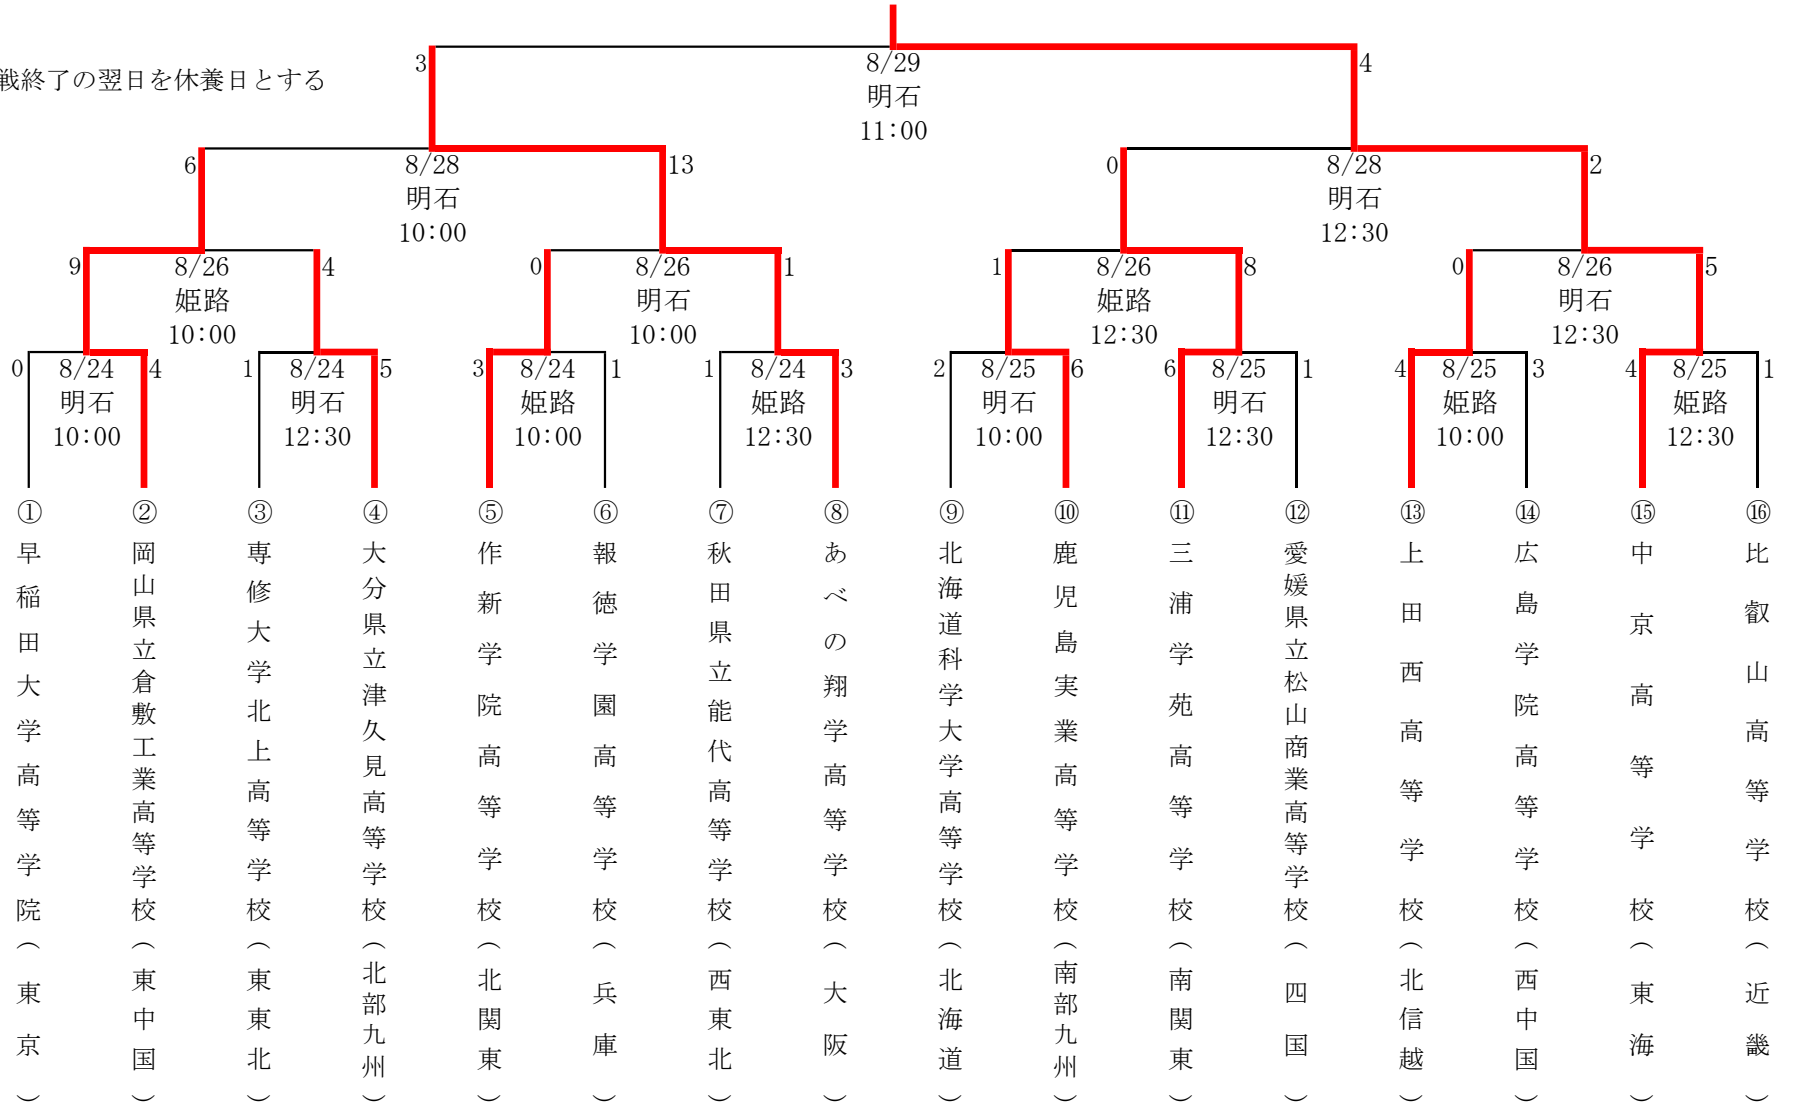 3
8/29
4
戦終了の翌日を休養日とする
明石
11:00
6
8/28
13
0
8/28
2
明石
明石
10:00
12:30
9
8/26
4
0
8/26
1
1
8/26
8
0
8/26
5
姫路
明石
姫路
明石
10:00
10:00
12:30
12:30
0
8/24
4
1
8/24
5
3
8/24
1
1
8/24
3
2
8/25
6
6
8/25
1
4
8/25
3
4
8/25
1
明石
明石
姫路
姫路
明石
明石
姫路
姫路
10:00
12:30
10:00
12:30
10:00
12:30
10:00
12:30
①早稲田大学高等学院(東京)
②岡山県立倉敷工業高等学校(東中国)
③専修大学北上高等学校(東東北)
④大分県立津久見高等学校(北部九州)
⑤作新学院高等学校(北関東)
⑥報徳学園高等学校(兵庫)
⑦秋田県立能代高等学校(西東北)
⑧あべの翔学高等学校(大阪)
⑨北海道科学大学高等学校(北海道)
⑩鹿児島実業高等学校(南部九州)
⑪三浦学苑高等学校(南関東)
⑫愛媛県立松山商業高等学校(四国)
⑬上田西高等学校(北信越)
⑭広島学院高等学校(西中国)
⑮中京高等学校(東海)
⑯比叡山高等学校(近畿)